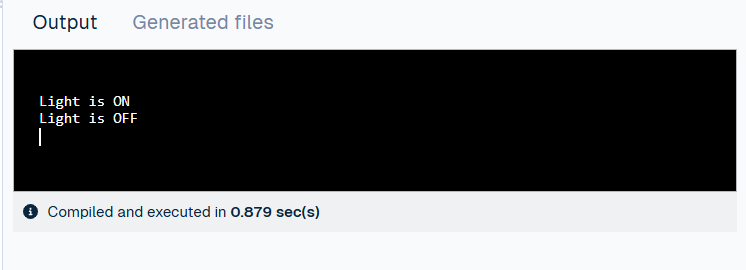 Output Generated files
Light is ON
Light is OFF
Compiled and executed in 0.879 sec(s)